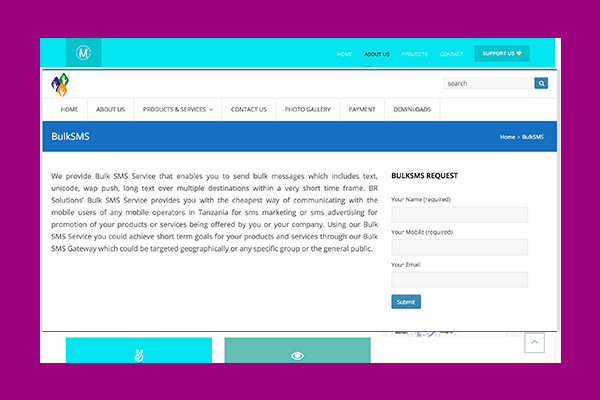 M
HOME ABOUT US PROJECTS CONTACT SUPPORT US
search
HOME ABOUT US PRODUCTS & SERVICES CONTACT US PHOTO GALLERY PAYMENT DOWNLOADS
BulkSMS
Home > BulkSMS
We provide Bulk SMS Service that enables you to send bulk messages which includes text,
unicode, wap push, long text over multiple destinations within a very short time frame. BR
Solutions' Bulk SMS Service provides you with the cheapest way of communicating with the
mobile users of any mobile operators in Tanzania for sms marketing or sms advertising for
promotion of your products or services being offered by you or your company. Using our Bulk
SMS Service you could achieve short term goals for your products and services through our Bulk
SMS Gateway which could be targeted geographically or any specific group or the general public.
BULKSMS REQUEST
Your Name (required)
Your Mobile (required)
Your Email
Submit